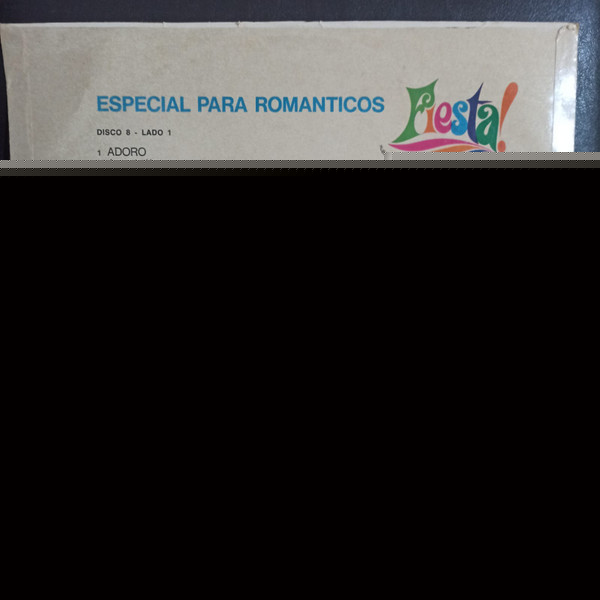 ESPECIAL PARA ROMANTICOS
Fiesta!
DISCO 8 - LADO 1
1 ADORO